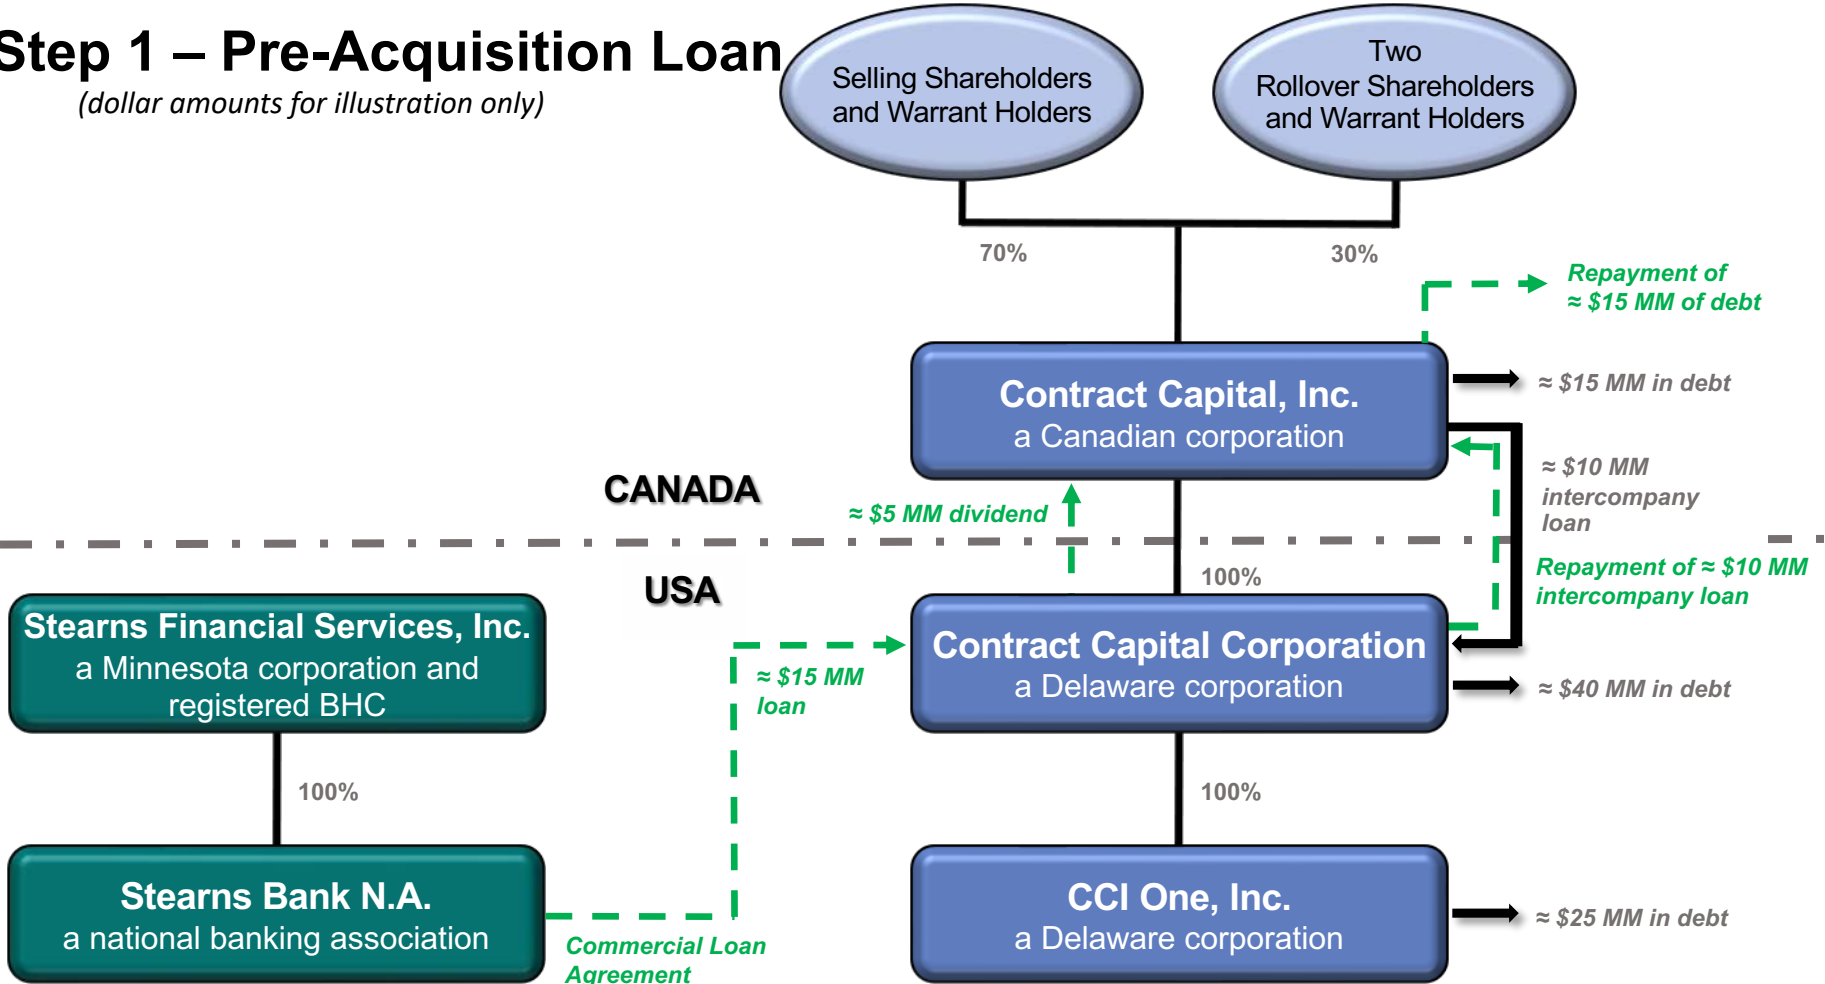 Step 1 – Pre-Acquisition Loan
(dollar amounts for illustration only)
Selling Shareholders
and Warrant Holders
Two
Rollover Shareholders
and Warrant Holders
70%
30%
Repayment of
≈ $15 MM of debt
Contract Capital, Inc.
a Canadian corporation
≈ $15 MM in debt
≈ $10 MM
intercompany
loan
CANADA
≈ $5 MM dividend
USA
100%
Repayment of ≈ $10 MM
intercompany loan
Stearns Financial Services, Inc.
a Minnesota corporation and
registered BHC
≈ $15 MM
loan
Contract Capital Corporation
a Delaware corporation
≈ $40 MM in debt
100%
100%
Stearns Bank N.A.
a national banking association
Commercial Loan
Agreement
CCI One, Inc.
a Delaware corporation
≈ $25 MM in debt